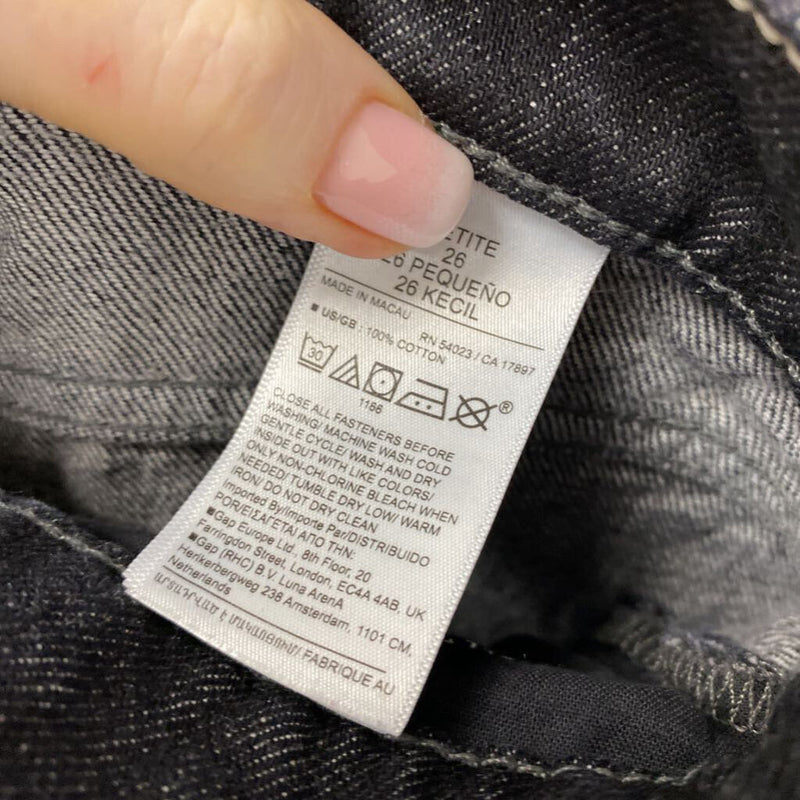 ETITE
26
26 PEQUEÑO
26 KECIL
MADE IN MACAU RN 54023 / CA 17897
■ US/GB : 100% COTTON
30
®
1186
CLOSE ALL FASTENERS BEFORE
WASHING/ MACHINE WASH COLD
GENTLE CYCLE/ WASH AND DRY
INSIDE OUT WITH LIKE COLORS/
ONLY NON-CHLORINE BLEACH WHEN
NEEDED/ TUMBLE DRY LOW/ WARM
IRON/ DO NOT DRY CLEAN
Imported By/Importe Par/DISTRIBUIDO
POR/ΕΙΣΑΓΕΤΑΙ ΑΠΟ ΤΗΝ:
■Gap Europe Ltd., 8th Floor, 20
Farringdon Street, London, EC4A 4AB, UK
■Gap (RHC) B.V. Luna ArenA
Herikerbergweg 238 Amsterdam, 1101 CM,
Netherlands
FABRIQUE AU